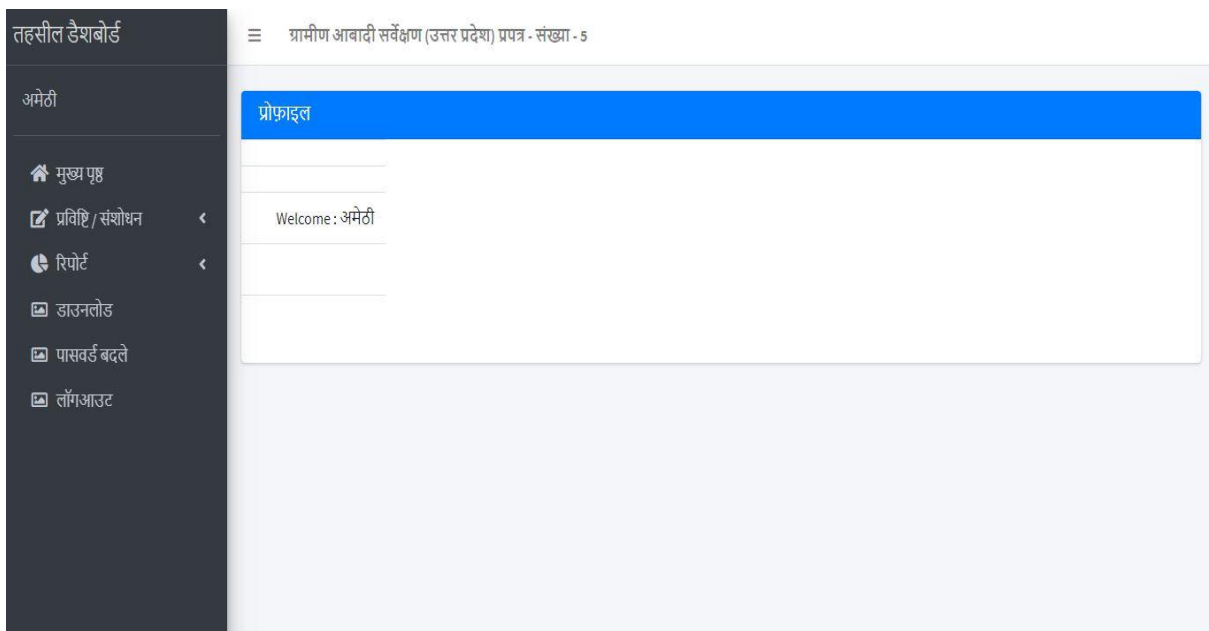 तहसील डैशबोर्ड
ग्रामीण आबादी सर्वेक्षण (उत्तर प्रदेश) प्रपत्र - संख्या - 5
अमेठी
प्रोफ़ाइल
मुख्य पृष्ठ
प्रविष्टि / संशोधन
Welcome : अमेठी
रिपोर्ट
डाउनलोड
पासवर्ड बदले
लॉगआउट